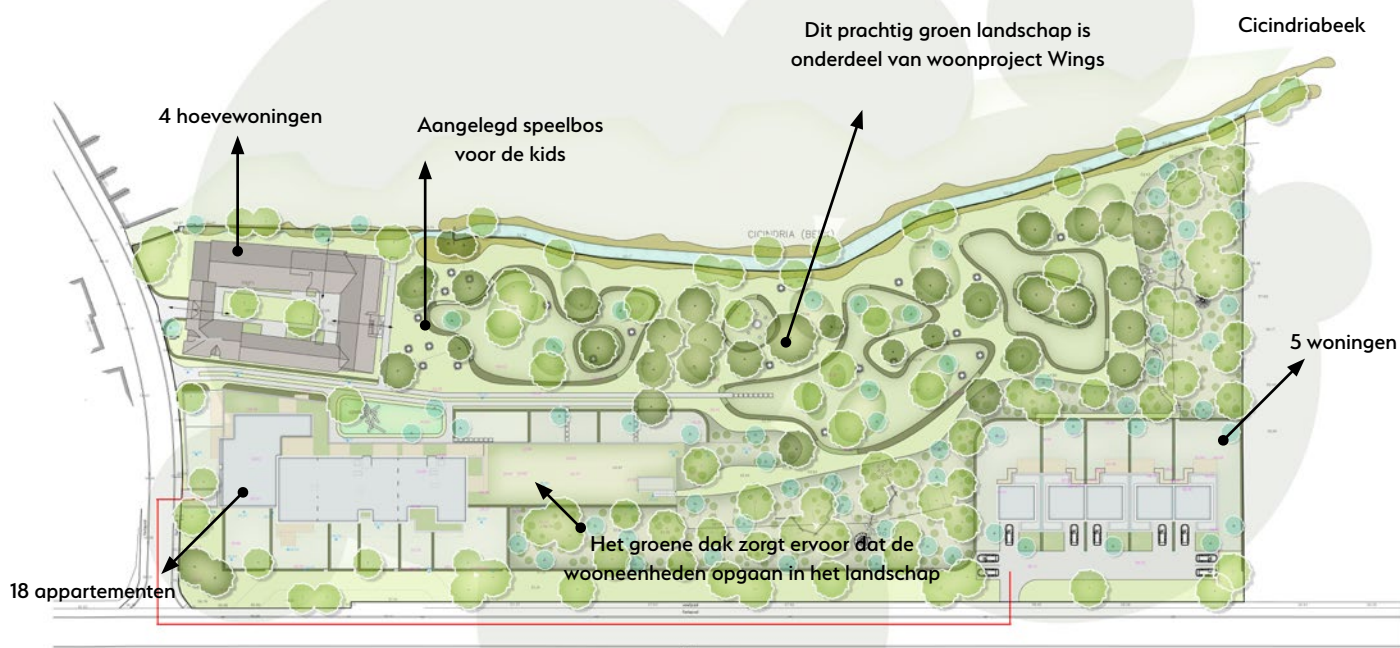 Dit prachtig groen landschap is
onderdeel van woonproject Wings
Cicindriabeek
4 hoevewoningen
Aangelegd speelbos
voor de kids
CICINDRIA (BEEK)
5 woningen
Het groene dak zorgt ervoor dat de
wooneenheden opgaan in het landschap
18 appartementen